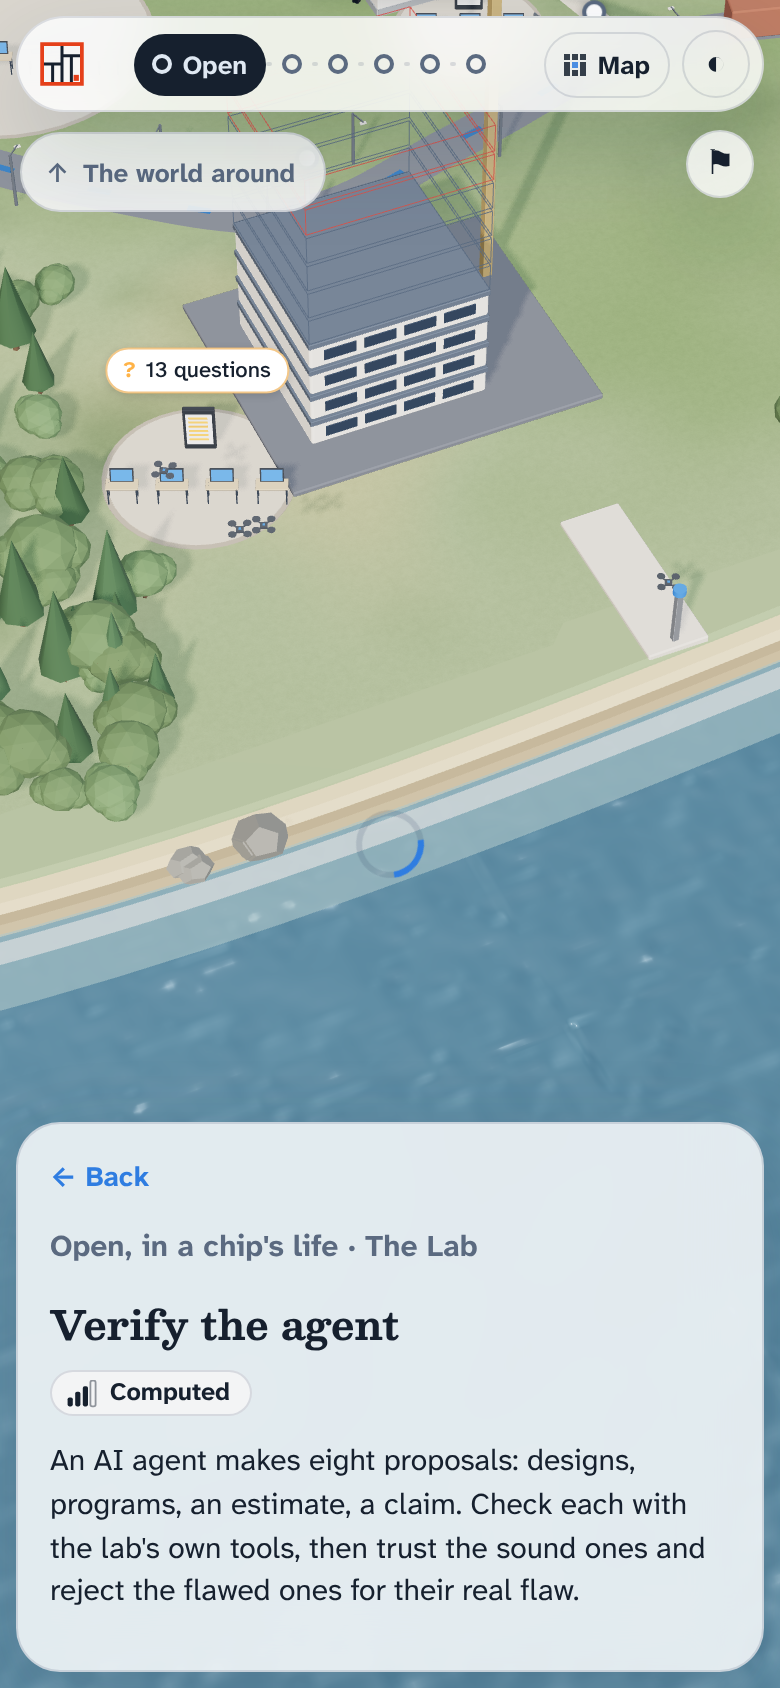 Open
Map
↑ The world around
? 13 questions
← Back
Open, in a chip's life · The Lab
Verify the agent
Computed
An AI agent makes eight proposals: designs,
programs, an estimate, a claim. Check each with
the lab's own tools, then trust the sound ones and
reject the flawed ones for their real flaw.